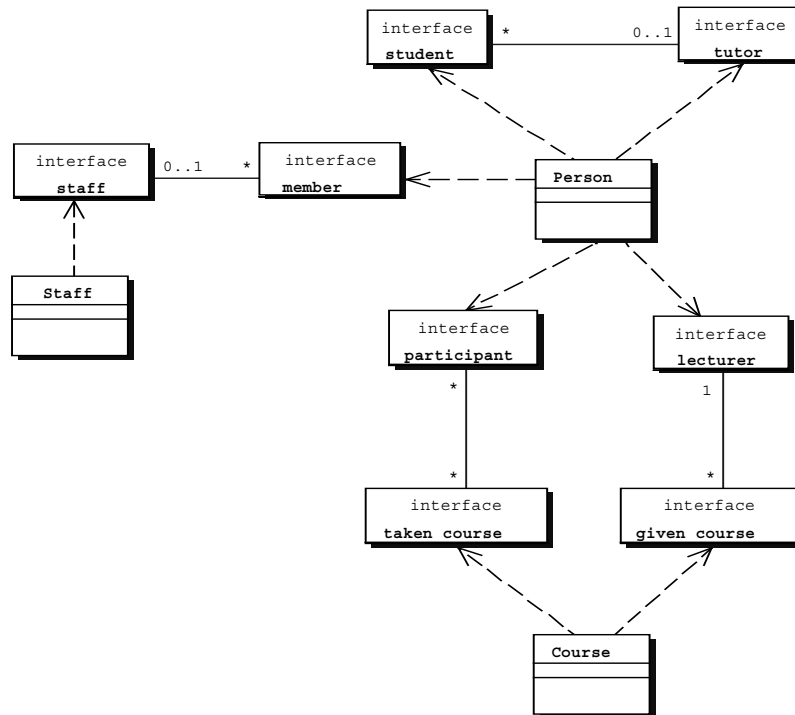 interface
student
*
0..1
interface
tutor
interface
staff
0..1
*
interface
member
Person
Staff
interface
participant
interface
lecturer
*
1
*
*
interface
taken course
interface
given course
Course